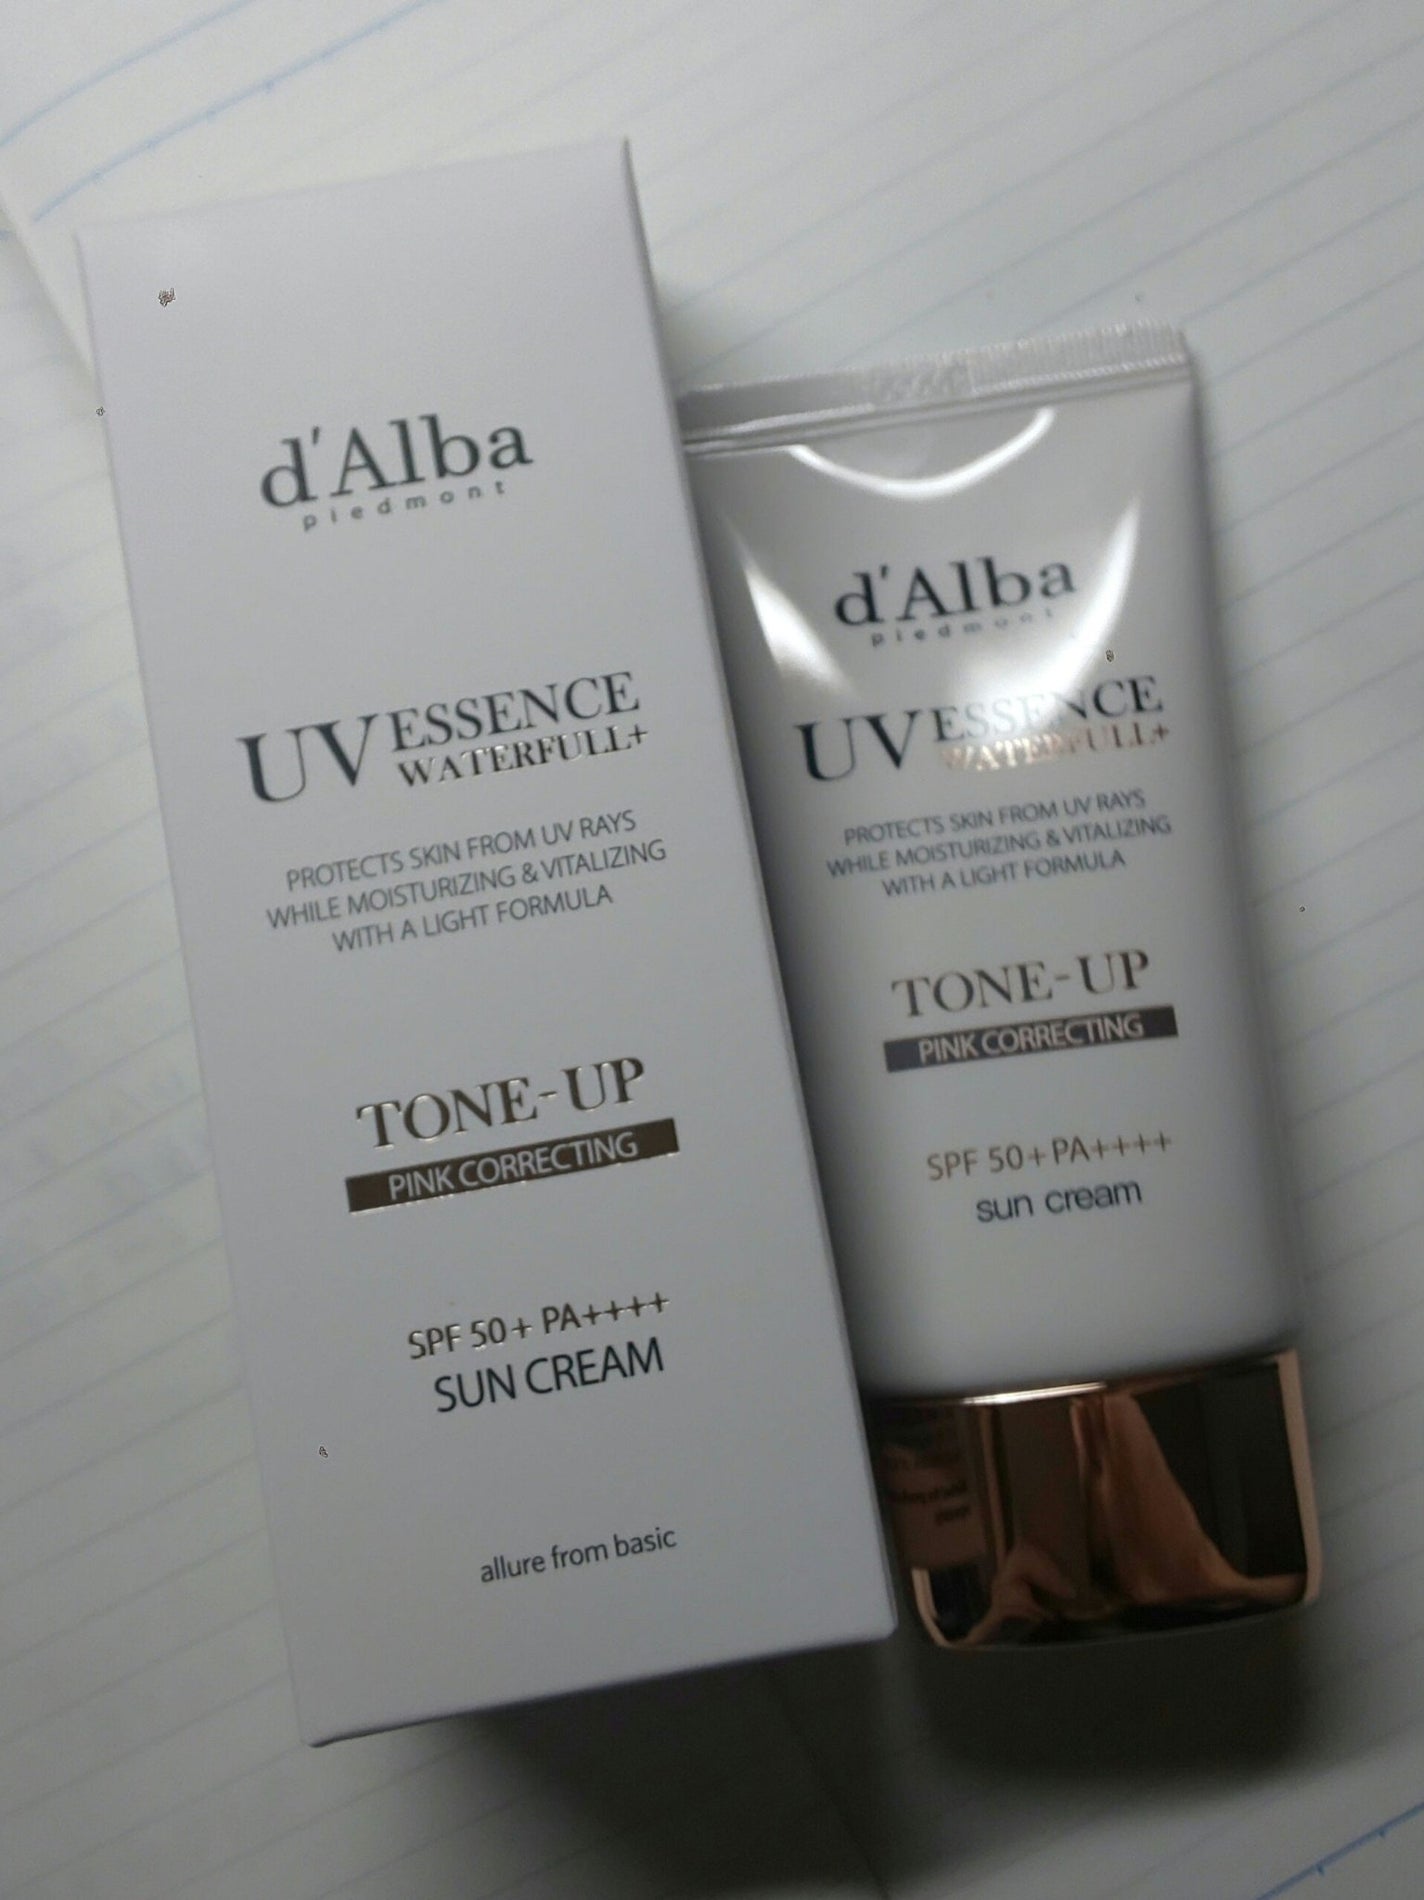 d'Alba
piedmont
UV ESSENCE
WATERFULL+
PROTECTS SKIN FROM UV RAYS
WHILE MOISTURIZING & VITALIZING
WITH A LIGHT FORMULA
TONE-UP
PINK CORRECTING
SPF 50+ PA++++
SUN CREAM
allure from basic
d'Alba
piedmont
UV ESSENCE
WATERFULL+
PROTECTS SKIN FROM UV RAYS
WHILE MOISTURIZING & VITALIZING
WITH A LIGHT FORMULA
TONE-UP
PINK CORRECTING
SPF 50+PA++++
sun cream